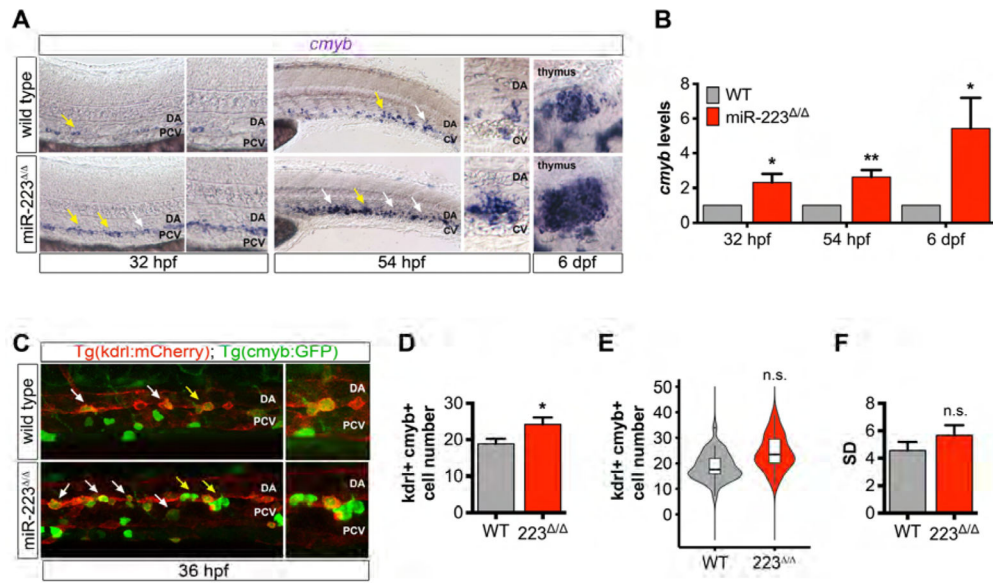 A
cmyb
wild type
DA
PCV
DA
PCV
DA
CV
DA
CV
thymus
miR-223Δ/Δ
DA
PCV
DA
PCV
DA
CV
DA
CV
thymus
32 hpf
54 hpf
6 dpf
B
cmyb levels
8
6
4
2
0
WT
miR-223Δ/Δ
*
**
*
32 hpf
54 hpf
6 dpf
C
Tg(kdrl:mCherry); Tg(cmyb:GFP)
wild type
DA
PCV
DA
PCV
miR-223Δ/Δ
DA
PCV
DA
PCV
36 hpf
D
kdrl+ cmyb+
cell number
30
20
10
0
*
WT
223Δ/Δ
E
kdrl+ cmyb+
cell number
50
40
30
20
10
0
n.s.
WT
223Δ/Δ
F
SD
8
6
4
2
0
n.s.
WT
223Δ/Δ